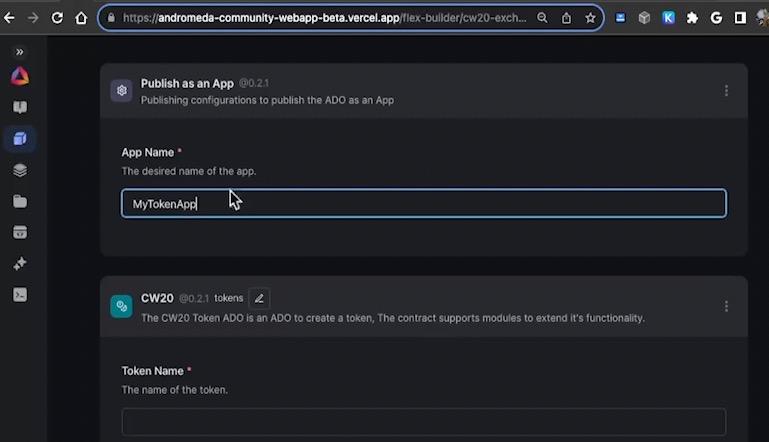 https://andromeda-community-webapp-beta.vercel.app/flex-builder/cw20-exch...
Publish as an App @0.2.1
Publishing configurations to publish the ADO as an App
App Name *
The desired name of the app.
MyTokenApp
CW20 @0.2.1 tokens
The CW20 Token ADO is an ADO to create a token, The contract supports modules to extend it's functionality.
Token Name *
The name of the token.